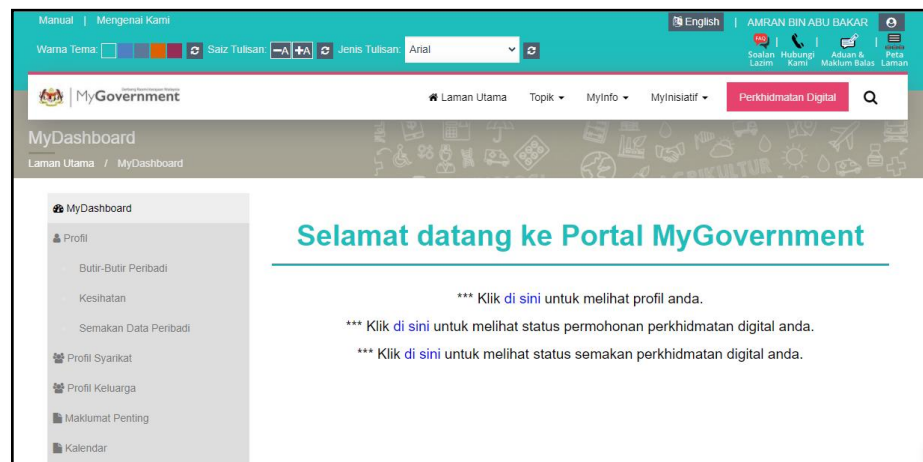 Manual | Mengenai Kami
English | AMRAN BIN ABU BAKAR
Warna Tema: Saiz Tulisan: -A +A Jenis Tulisan: Arial
FAQ
Soalan Lazim | Hubungi Kami | Aduan & Maklum Balas | Peta Laman
MyGovernment
Laman Utama Topik MyInfo MyInisiatif Perkhidmatan Digital
MyDashboard
Laman Utama / MyDashboard
MyDashboard
Profil
Butir-Butir Peribadi
Kesihatan
Semakan Data Peribadi
Profil Syarikat
Profil Keluarga
Maklumat Penting
Kalendar
Selamat datang ke Portal MyGovernment
*** Klik di sini untuk melihat profil anda.
*** Klik di sini untuk melihat status permohonan perkhidmatan digital anda.
*** Klik di sini untuk melihat status semakan perkhidmatan digital anda.